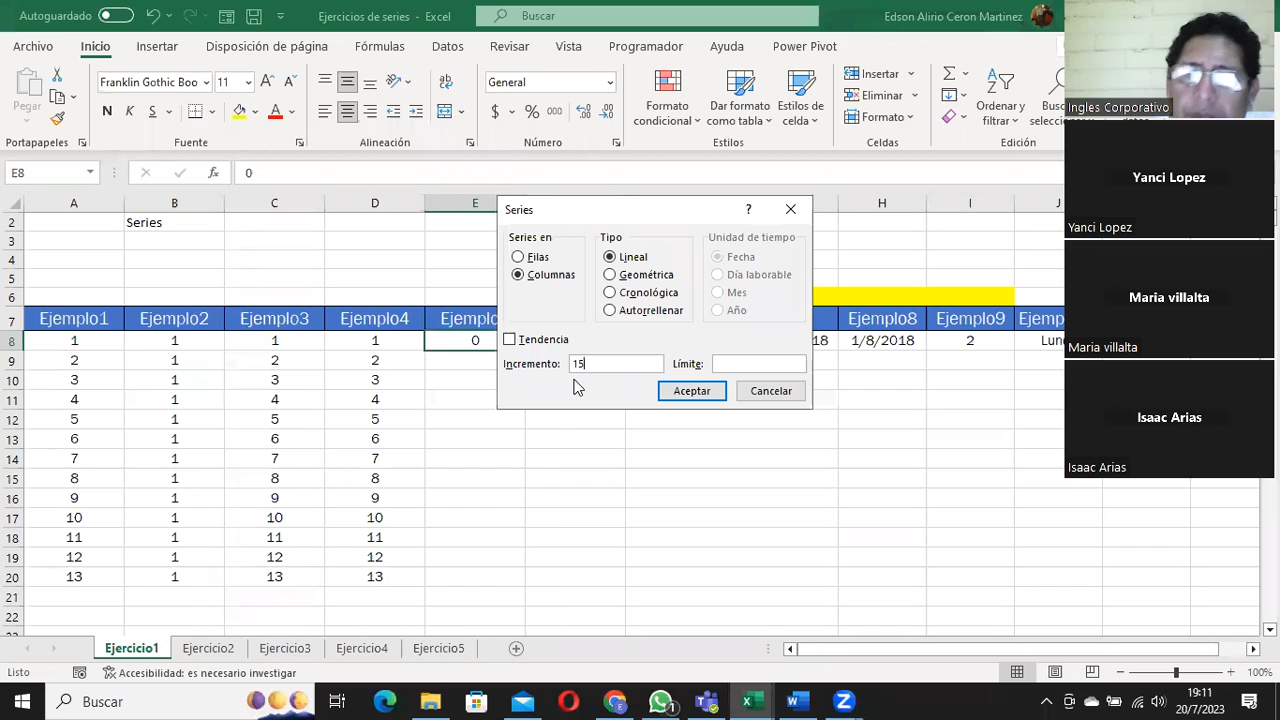 Autoguardado
Ejercicios de series - Excel
Buscar
Edson Alirio Ceron Martinez
Archivo Inicio Insertar Disposición de página Fórmulas Datos Revisar Vista Programador Ayuda Power Pivot
Pegar
Franklin Gothic Boo 11
General
Formato condicional
Dar formato como tabla
Estilos de celda
Insertar
Eliminar
Formato
Ordenar y filtrar
Portapapeles Fuente Alineación Número Estilos Celdas Edición
E8 0
A B C D E H I J
2 Series
3
4
5
6
7 Ejemplo1 Ejemplo2 Ejemplo3 Ejemplo4 Ejemplo8 Ejemplo9
8 1 1 1 1 0 1/8/2018 2
9 2 1 2 2
10 3 1 3 3
11 4 1 4 4
12 5 1 5 5
13 6 1 6 6
14 7 1 7 7
15 8 1 8 8
16 9 1 9 9
17 10 1 10 10
18 11 1 11 11
19 12 1 12 12
20 13 1 13 13
21
22
Series ?
Series en
Filas
Columnas
Tipo
Lineal
Geométrica
Cronológica
Autorrellenar
Unidad de tiempo
Fecha
Día laborable
Mes
Año
Tendencia
Incremento: 15 Límite:
Aceptar Cancelar
Ingles Corporativo
Yanci Lopez
Yanci Lopez
Maria villalta
Maria villalta
Isaac Arias
Isaac Arias
Ejercicio1 Ejercicio2 Ejercicio3 Ejercicio4 Ejercicio5
Listo Accesibilidad: es necesario investigar 100%
Buscar
19:11
20/7/2023